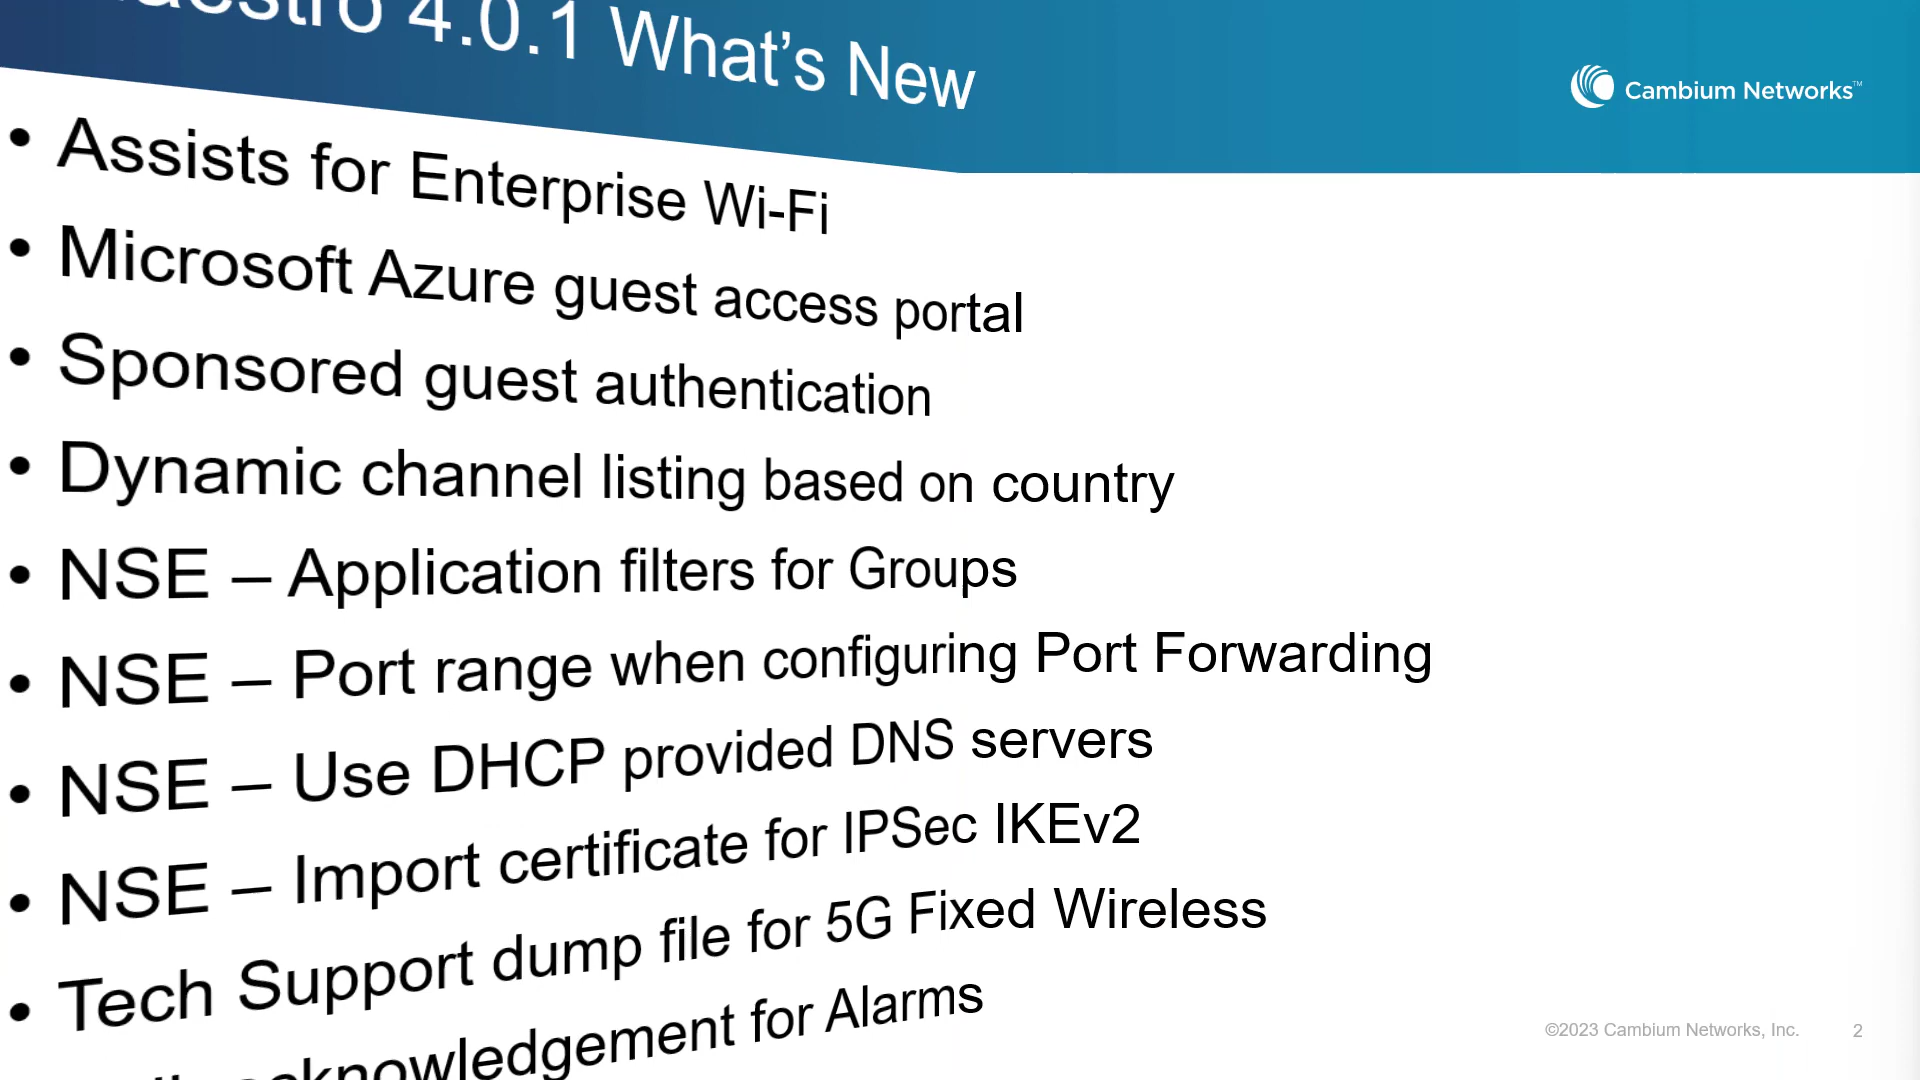 4.0.1 What's New
Cambium Networks™
• Assists for Enterprise Wi-Fi
• Microsoft Azure guest access portal
• Sponsored guest authentication
• Dynamic channel listing based on country
• NSE – Application filters for Groups
• NSE – Port range when configuring Port Forwarding
• NSE – Use DHCP provided DNS servers
• NSE – Import certificate for IPSec IKEv2
• Tech Support dump file for 5G Fixed Wireless
acknowledgement for Alarms
©2023 Cambium Networks, Inc. 2